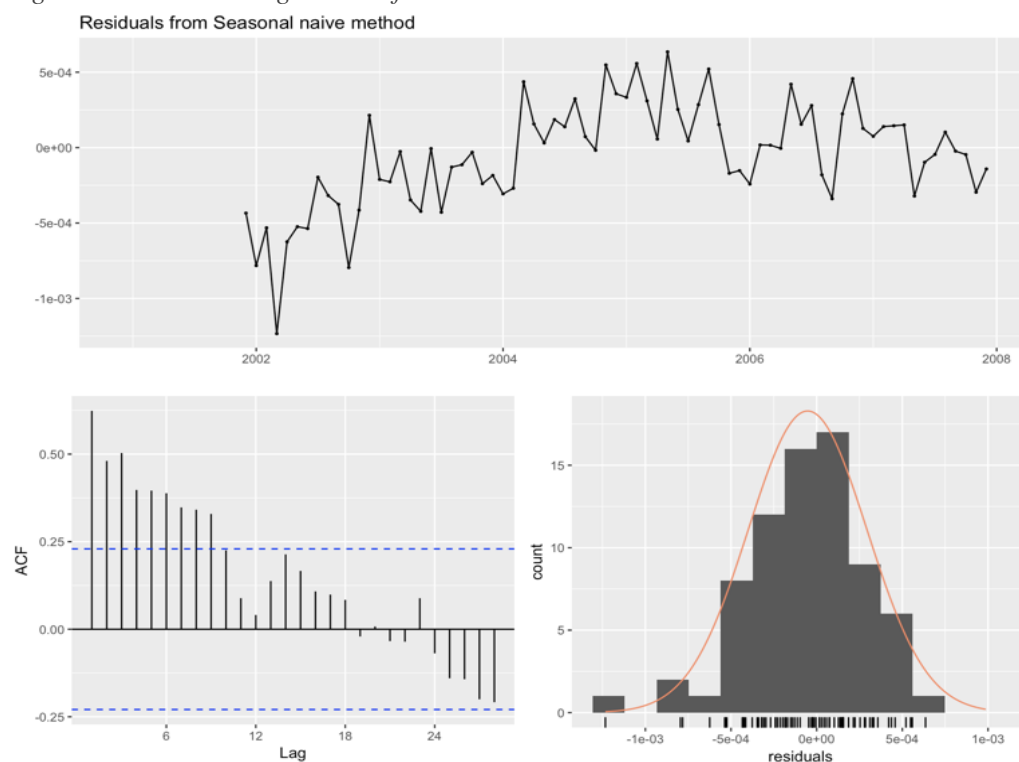 Residuals from Seasonal naive method
5e-04
0e+00
-5e-04
-1e-03
2002 2004 2006 2008
ACF
0.50
0.25
0.00
-0.25
6 12 18 24
Lag
count
15
10
5
0
-1e-03 -5e-04 0e+00 5e-04 1e-03
residuals